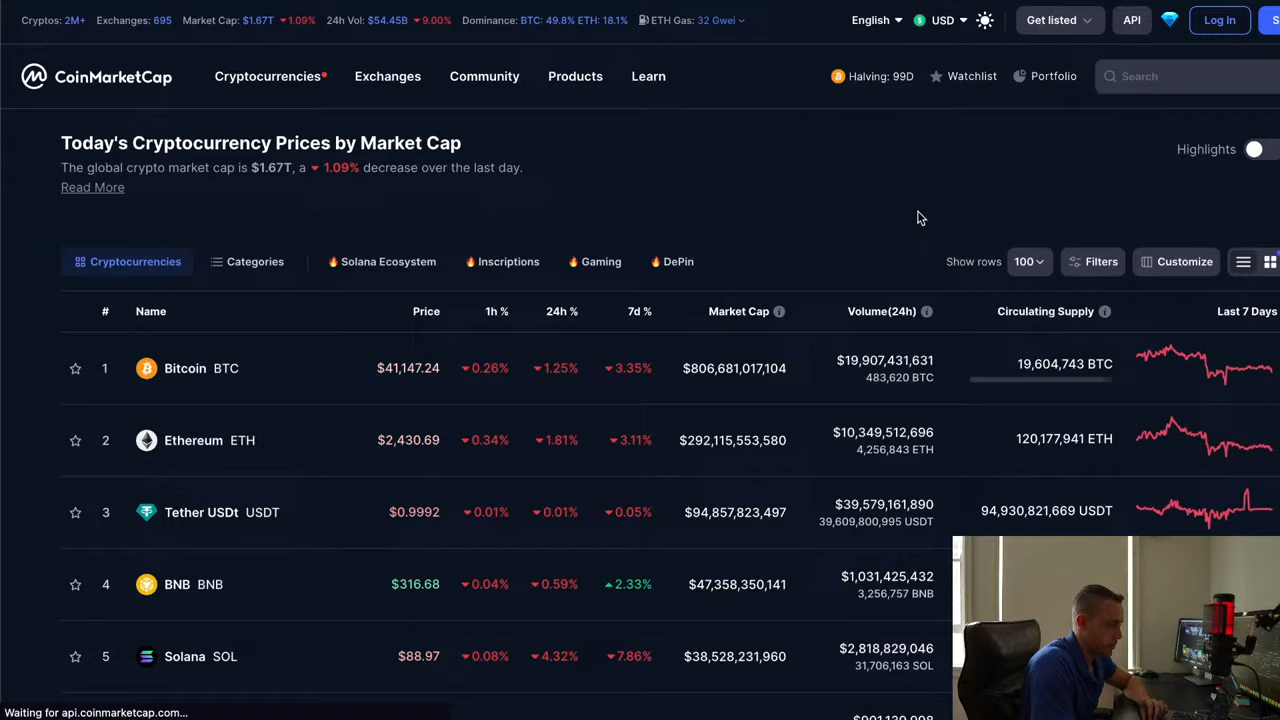 Cryptos: 2M+ Exchanges: 695 Market Cap: $1.67T 1.09% 24h Vol: $54.45B 9.00% Dominance: BTC: 49.8% ETH: 18.1% ETH Gas: 32 Gwei English USD Get listed API Log In
CoinMarketCap Cryptocurrencies Exchanges Community Products Learn Halving: 99D Watchlist Portfolio Search
Today's Cryptocurrency Prices by Market Cap
The global crypto market cap is $1.67T, a 1.09% decrease over the last day.
Highlights
Read More
Cryptocurrencies Categories Solana Ecosystem Inscriptions Gaming DePin Show rows 100 Filters Customize
# Name Price 1h % 24h % 7d % Market Cap Volume(24h) Circulating Supply Last 7 Days
1 Bitcoin BTC $41,147.24 0.26% 1.25% 3.35% $806,681,017,104 $19,907,431,631 19,604,743 BTC
483,620 BTC
2 Ethereum ETH $2,430.69 0.34% 1.81% 3.11% $292,115,553,580 $10,349,512,696 120,177,941 ETH
4,256,843 ETH
3 Tether USDt USDT $0.9992 0.01% 0.01% 0.05% $94,857,823,497 $39,579,161,890 94,930,821,669 USDT
39,609,800,995 USDT
4 BNB BNB $316.68 0.04% 0.59% 2.33% $47,358,350,141 $1,031,425,432
3,256,757 BNB
5 Solana SOL $88.97 0.08% 4.32% 7.86% $38,528,231,960 $2,818,829,046
31,706,163 SOL
Waiting for api.coinmarketcap.com...